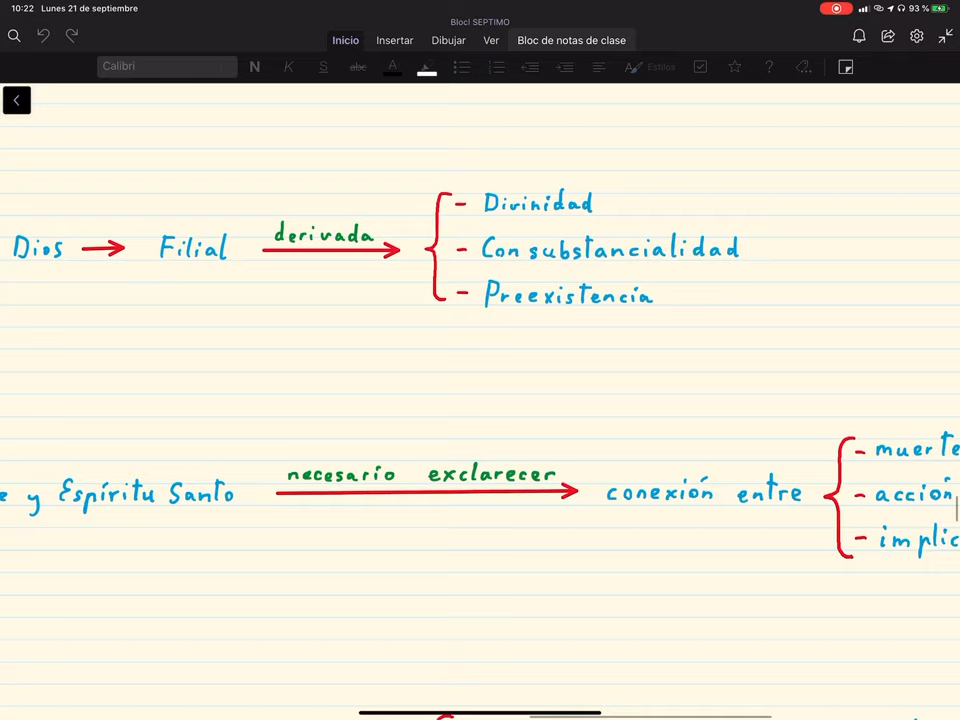 10:22 Lunes 21 de septiembre
93 %
Blocl SEPTIMO
Inicio Insertar Dibujar Ver Bloc de notas de clase
Calibri N K S abc A Estilos
- Divinidad
derivada
Dios → Filial - Consubstancialidad
- Preexistencia
- muerte
necesario exclarecer
e y Espíritu Santo conexión entre - acción
- implic